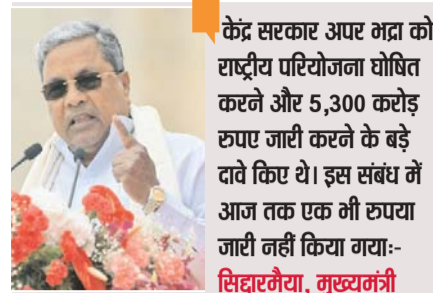 केंद्र सरकार अपर भद्रा को
राष्ट्रीय परियोजना घोषित
करने और 5,300 करोड़
रुपए जारी करने के बड़े
दावे किए थे। इस संबंध में
आज तक एक भी रुपया
जारी नहीं किया गयाः-
सिद्दारमैया, मुख्यमंत्री